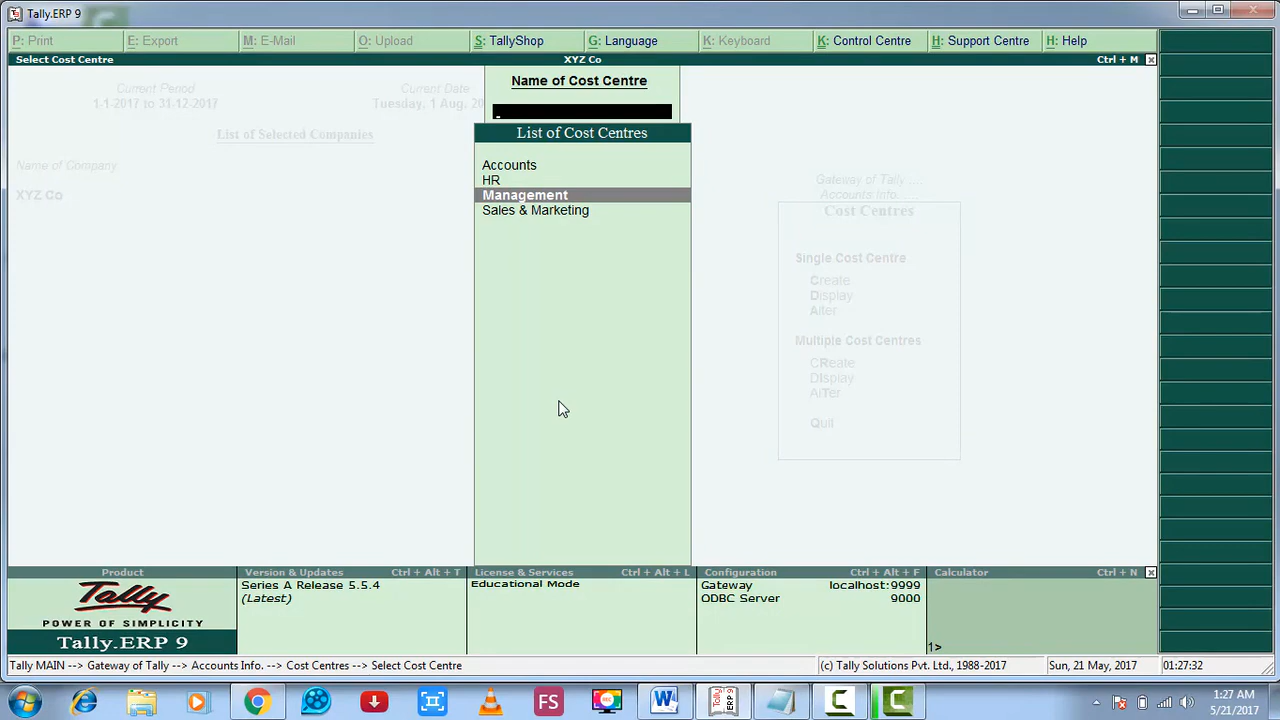 Tally.ERP 9
P: Print
E: Export
M: E-Mail
O: Upload
S: TallyShop
G: Language
K: Keyboard
K: Control Centre
H: Support Centre
H: Help
Select Cost Centre
XYZ Co
Ctrl + M
Current Period
1-1-2017 to 31-12-2017
Current Date
Tuesday, 1 Aug, 20
List of Selected Companies
Name of Company
XYZ Co
Name of Cost Centre
List of Cost Centres
Accounts
HR
Management
Sales & Marketing
Gateway of Tally ....
Accounts Info. ....
Cost Centres
Single Cost Centre
Create
Display
Alter
Multiple Cost Centres
CReate
DIsplay
AlTer
Quit
Product
Tally
POWER OF SIMPLICITY
Tally.ERP 9
Version & Updates Ctrl + Alt + T
Series A Release 5.5.4
(Latest)
License & Services Ctrl + Alt + L
Educational Mode
Configuration Ctrl + Alt + F
Gateway localhost:9999
ODBC Server 9000
Calculator Ctrl + N
1>
Tally MAIN --> Gateway of Tally --> Accounts Info. --> Cost Centres --> Select Cost Centre
(c) Tally Solutions Pvt. Ltd., 1988-2017
Sun, 21 May, 2017
01:27:32
FS
1:27 AM
5/21/2017